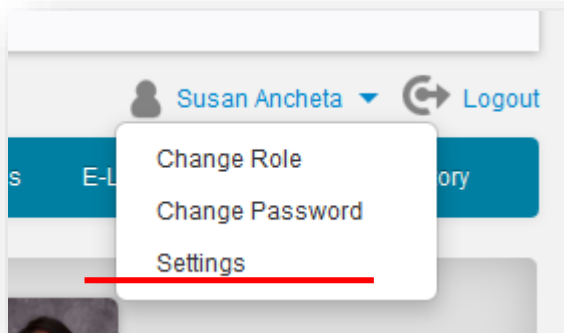 Susan Ancheta Logout
Change Role
s E-L ory
Change Password
Settings